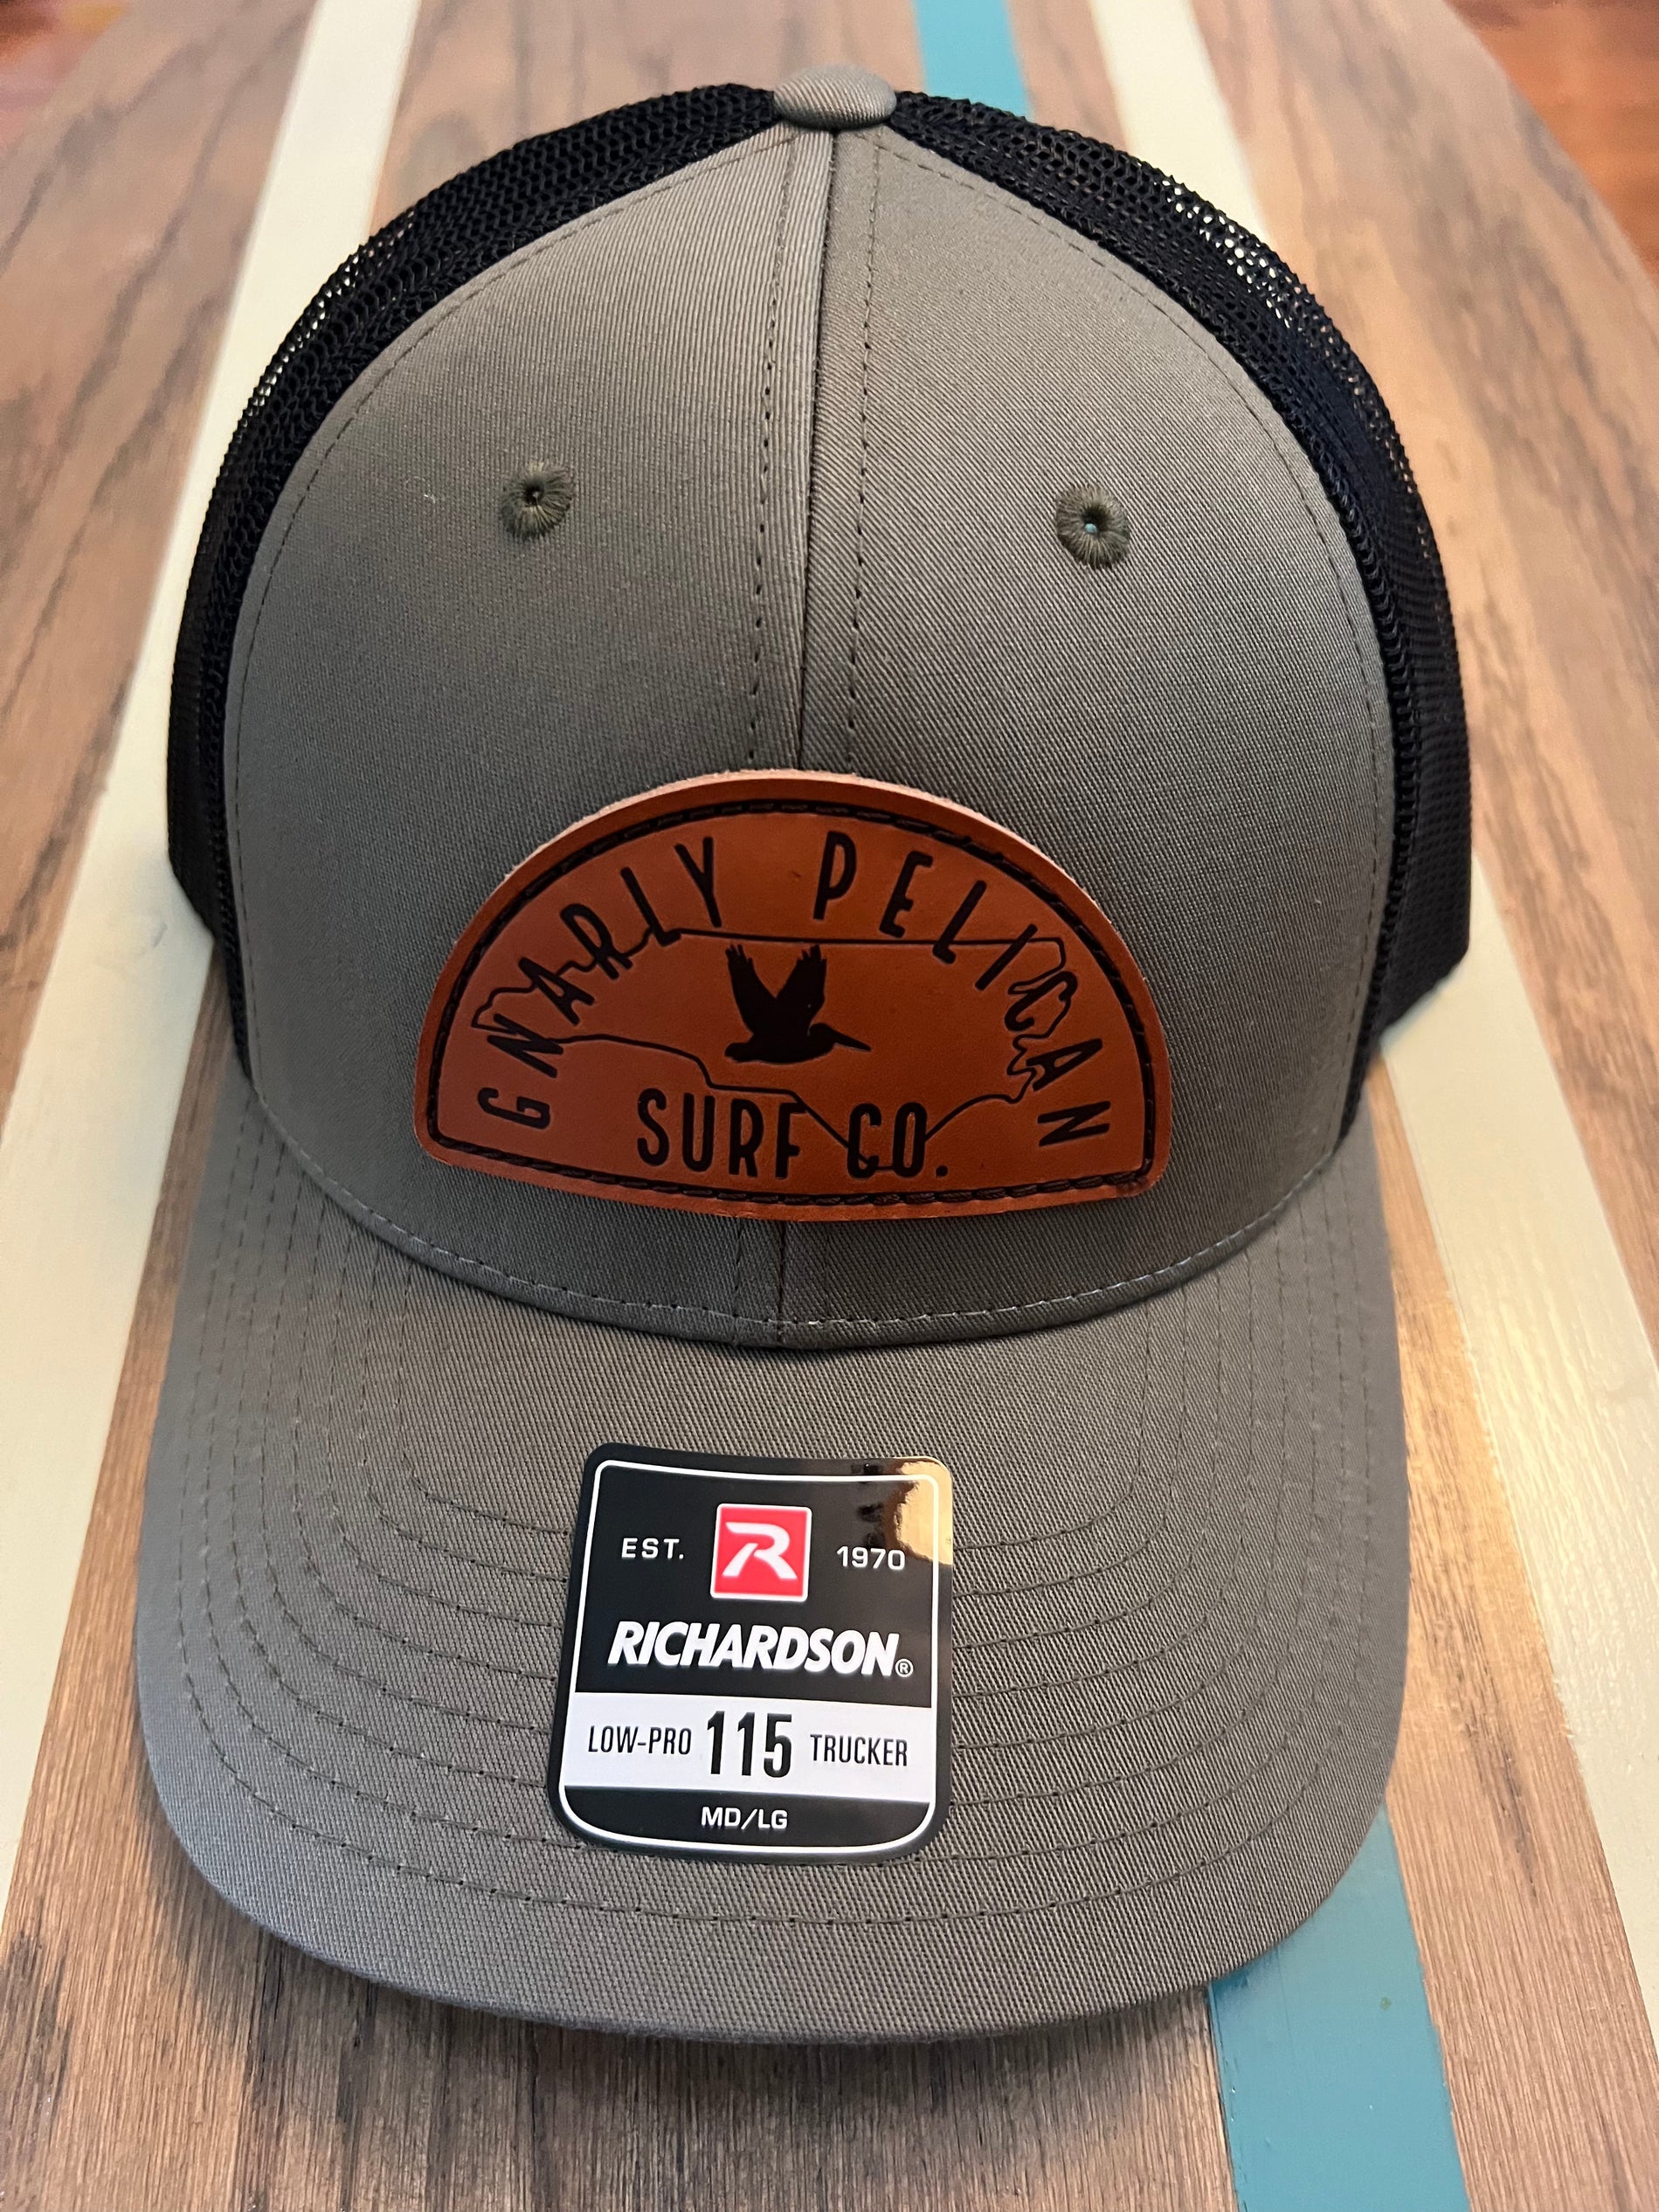 GNARLY PELICAN
SURF CO.
EST. R 1970
RICHARDSON®
LOW-PRO 115 TRUCKER
MD/LG